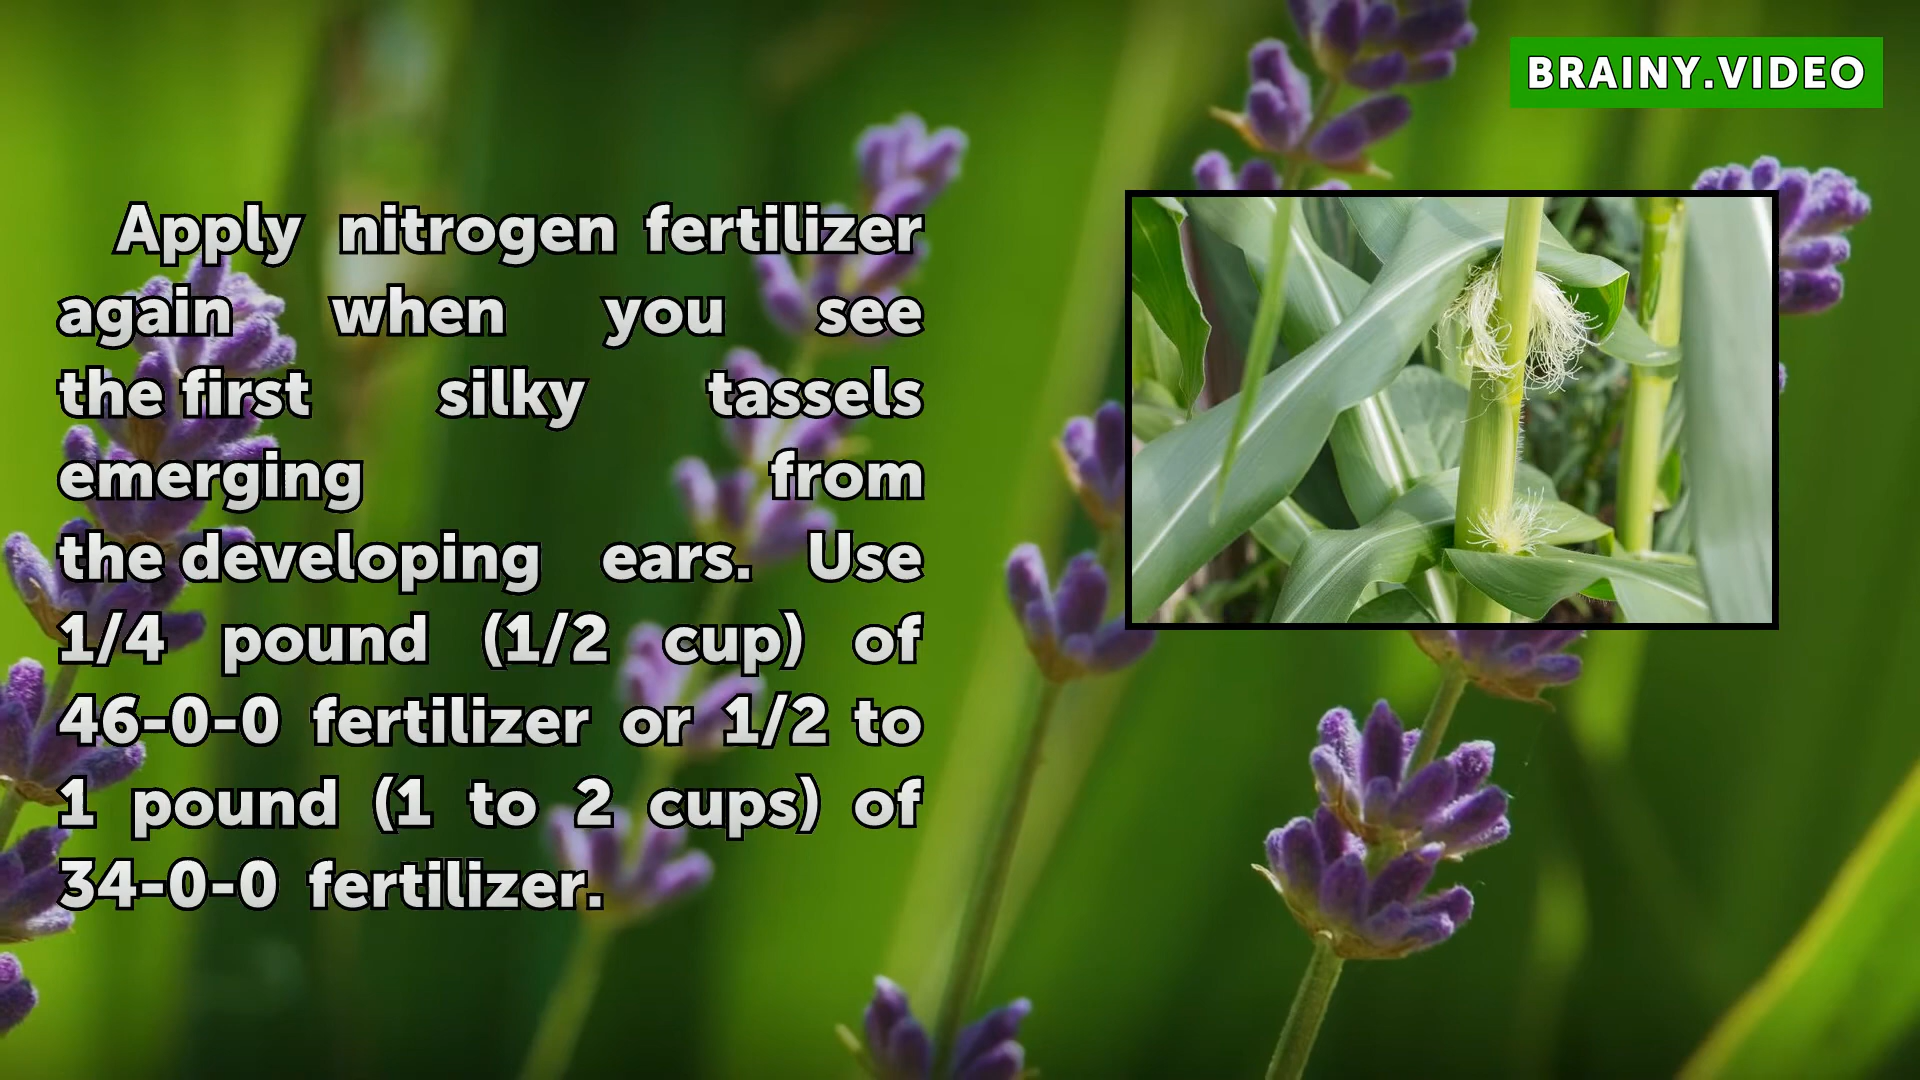 BRAINY.VIDEO
Apply nitrogen fertilizer
again when you see
the first silky tassels
emerging from
the developing ears. Use
1/4 pound (1/2 cup) of
46-0-0 fertilizer or 1/2 to
1 pound (1 to 2 cups) of
34-0-0 fertilizer.